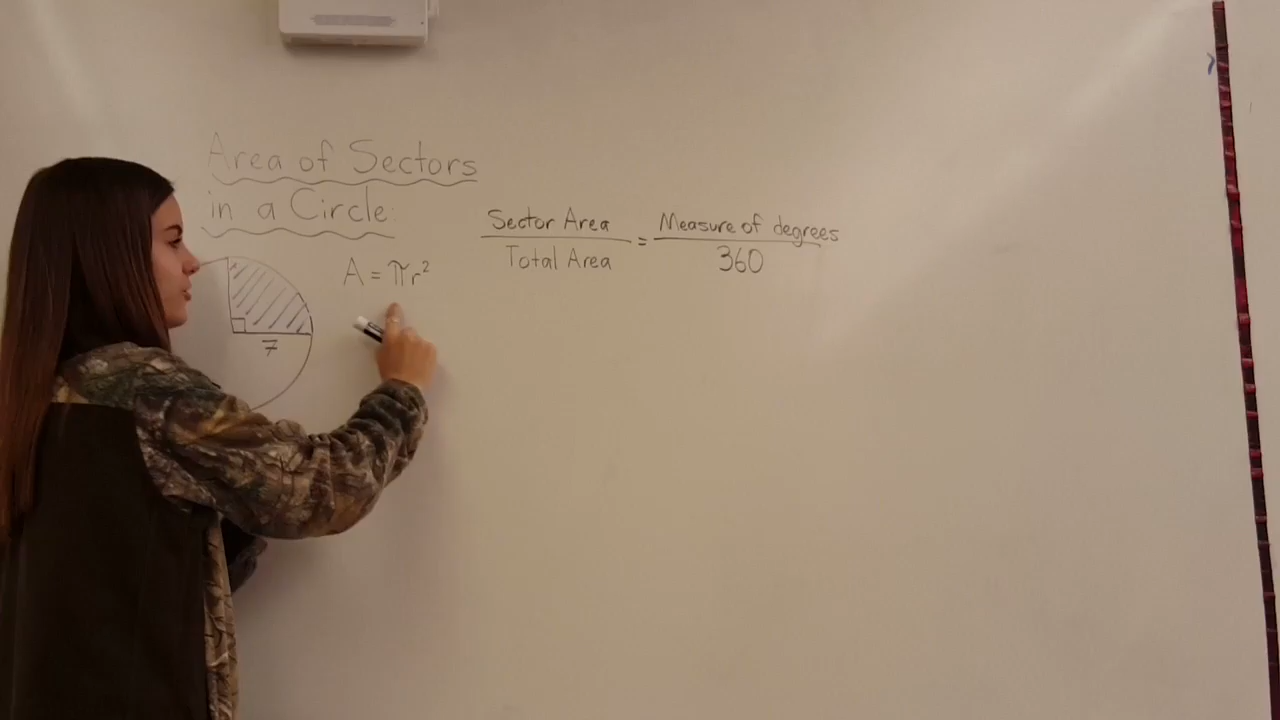 Area of Sectors
in a Circle:
A = πr²
7
Sector Area / Total Area = Measure of degrees / 360